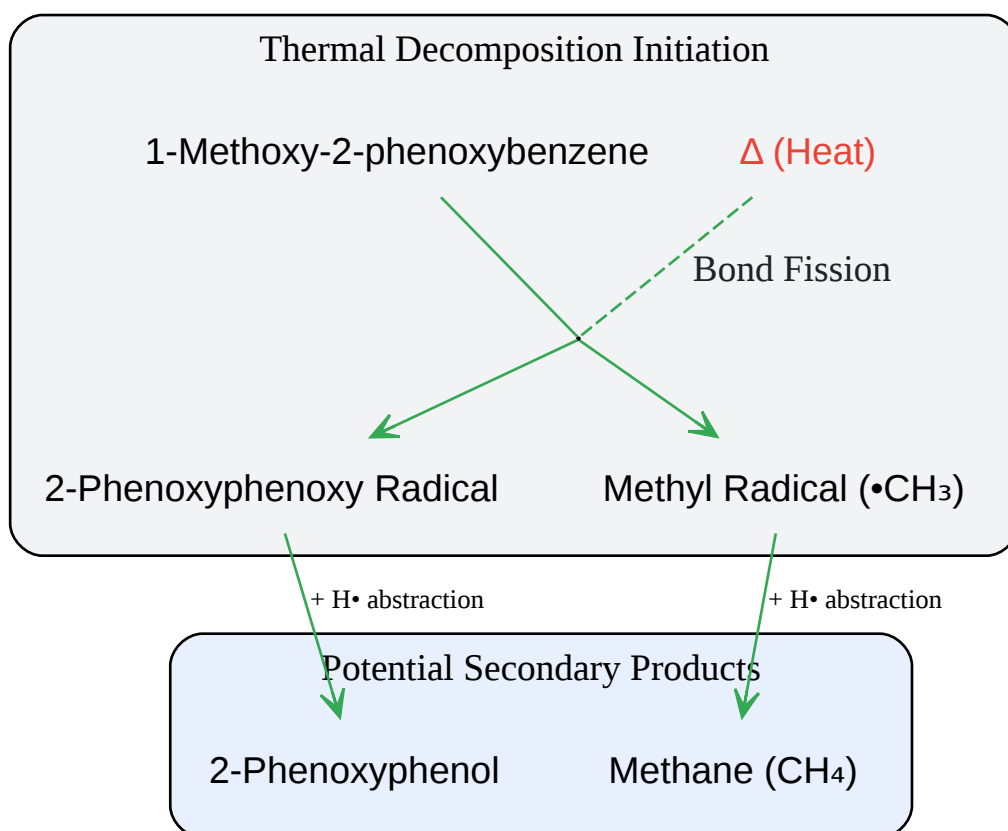 Thermal Decomposition Initiation
1-Methoxy-2-phenoxybenzene
Δ (Heat)
Bond Fission
2-Phenoxyphenoxy Radical
Methyl Radical (•CH₃)
+ H• abstraction
+ H• abstraction
Potential Secondary Products
2-Phenoxyphenol
Methane (CH₄)